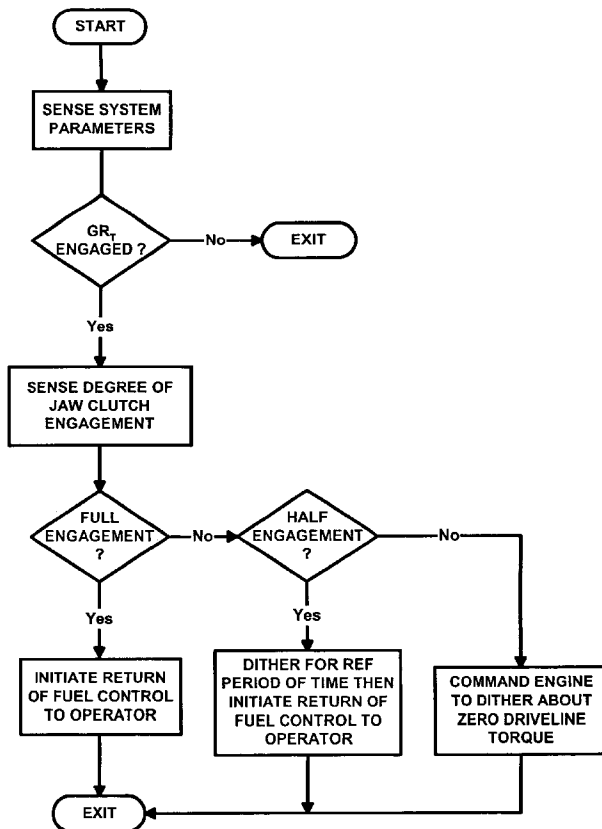 START
SENSE SYSTEM
PARAMETERS
GR_T
ENGAGED ?
No
EXIT
Yes
SENSE DEGREE OF
JAW CLUTCH
ENGAGEMENT
FULL
ENGAGEMENT
?
No
HALF
ENGAGEMENT
?
No
Yes
Yes
INITIATE RETURN
OF FUEL CONTROL
TO OPERATOR
DITHER FOR REF
PERIOD OF TIME THEN
INITIATE RETURN OF
FUEL CONTROL TO
OPERATOR
COMMAND ENGINE
TO DITHER ABOUT
ZERO DRIVELINE
TORQUE
EXIT